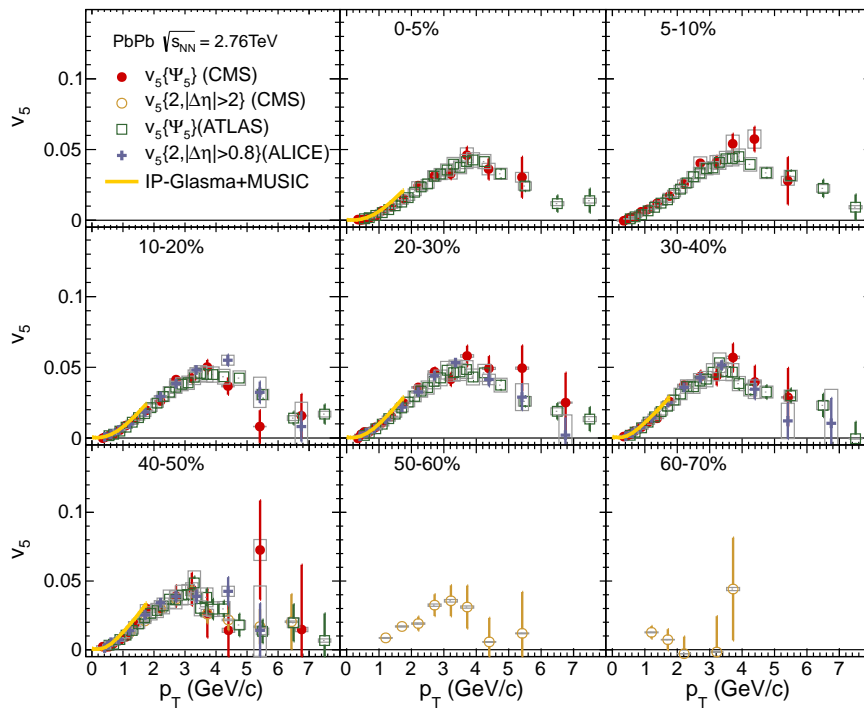 PbPb √s_NN = 2.76TeV
v₅{Ψ₅} (CMS)
v₅{2,|Δη|>2} (CMS)
v₅{Ψ₅}(ATLAS)
v₅{2,|Δη|>0.8}(ALICE)
IP-Glasma+MUSIC
0-5%
5-10%
v₅
0.1
0.05
0
10-20%
20-30%
30-40%
v₅
0.1
0.05
0
40-50%
50-60%
60-70%
v₅
0.1
0.05
0
0 1 2 3 4 5 6 7
0 1 2 3 4 5 6 7
0 1 2 3 4 5 6 7
p_T (GeV/c)
p_T (GeV/c)
p_T (GeV/c)